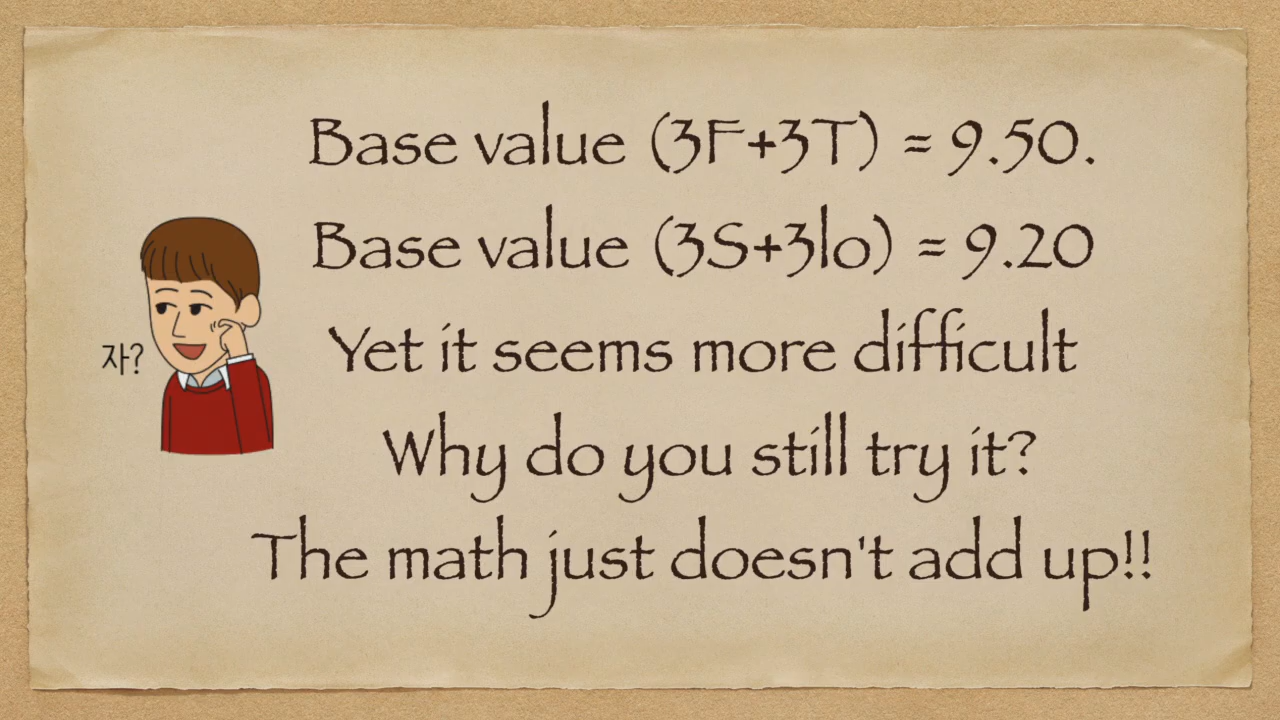 Base value (3F+3T) = 9.50.
Base value (3S+3lo) = 9.20
Yet it seems more difficult
자?
Why do you still try it?
The math just doesn't add up!!